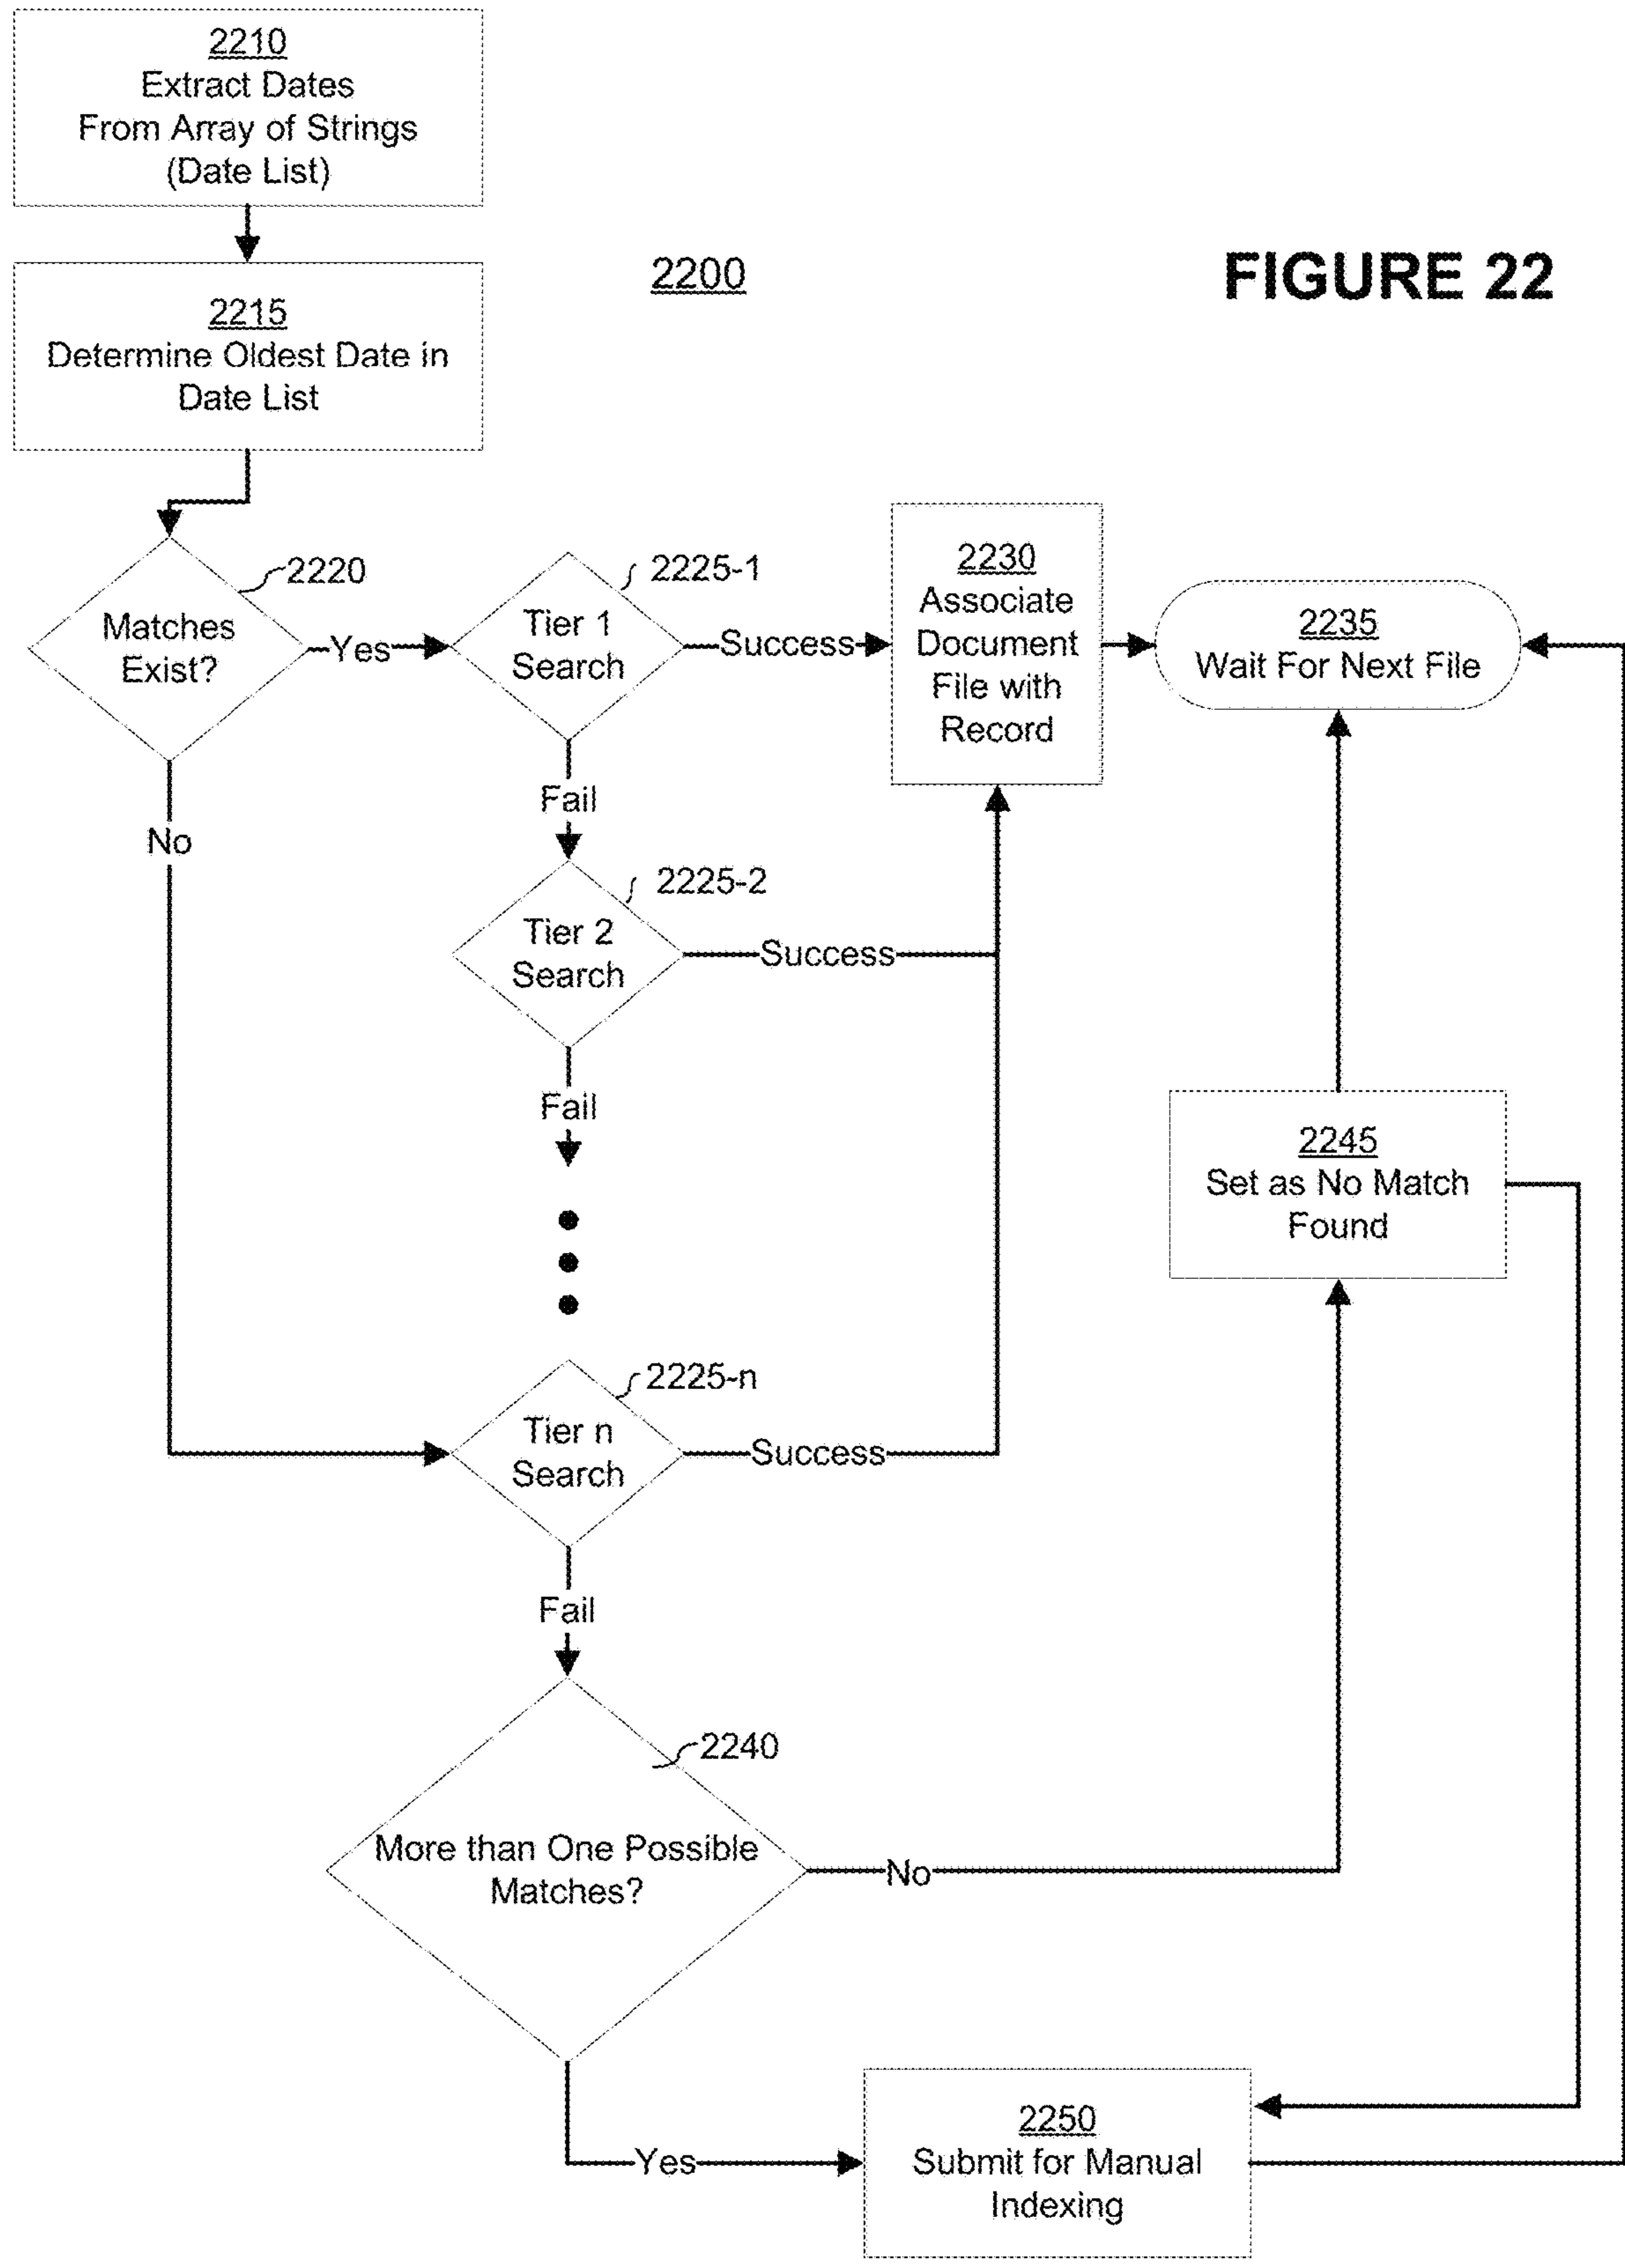 2210
Extract Dates
From Array of Strings
(Date List)
2200
FIGURE 22
2215
Determine Oldest Date in
Date List
2220
Matches
Exist?
Yes
No
2225-1
Tier 1
Search
Success
Fail
2230
Associate
Document
File with
Record
2235
Wait For Next File
2225-2
Tier 2
Search
Success
Fail
2245
Set as No Match
Found
2225-n
Tier n
Search
Success
Fail
2240
More than One Possible
Matches?
No
Yes
2250
Submit for Manual
Indexing